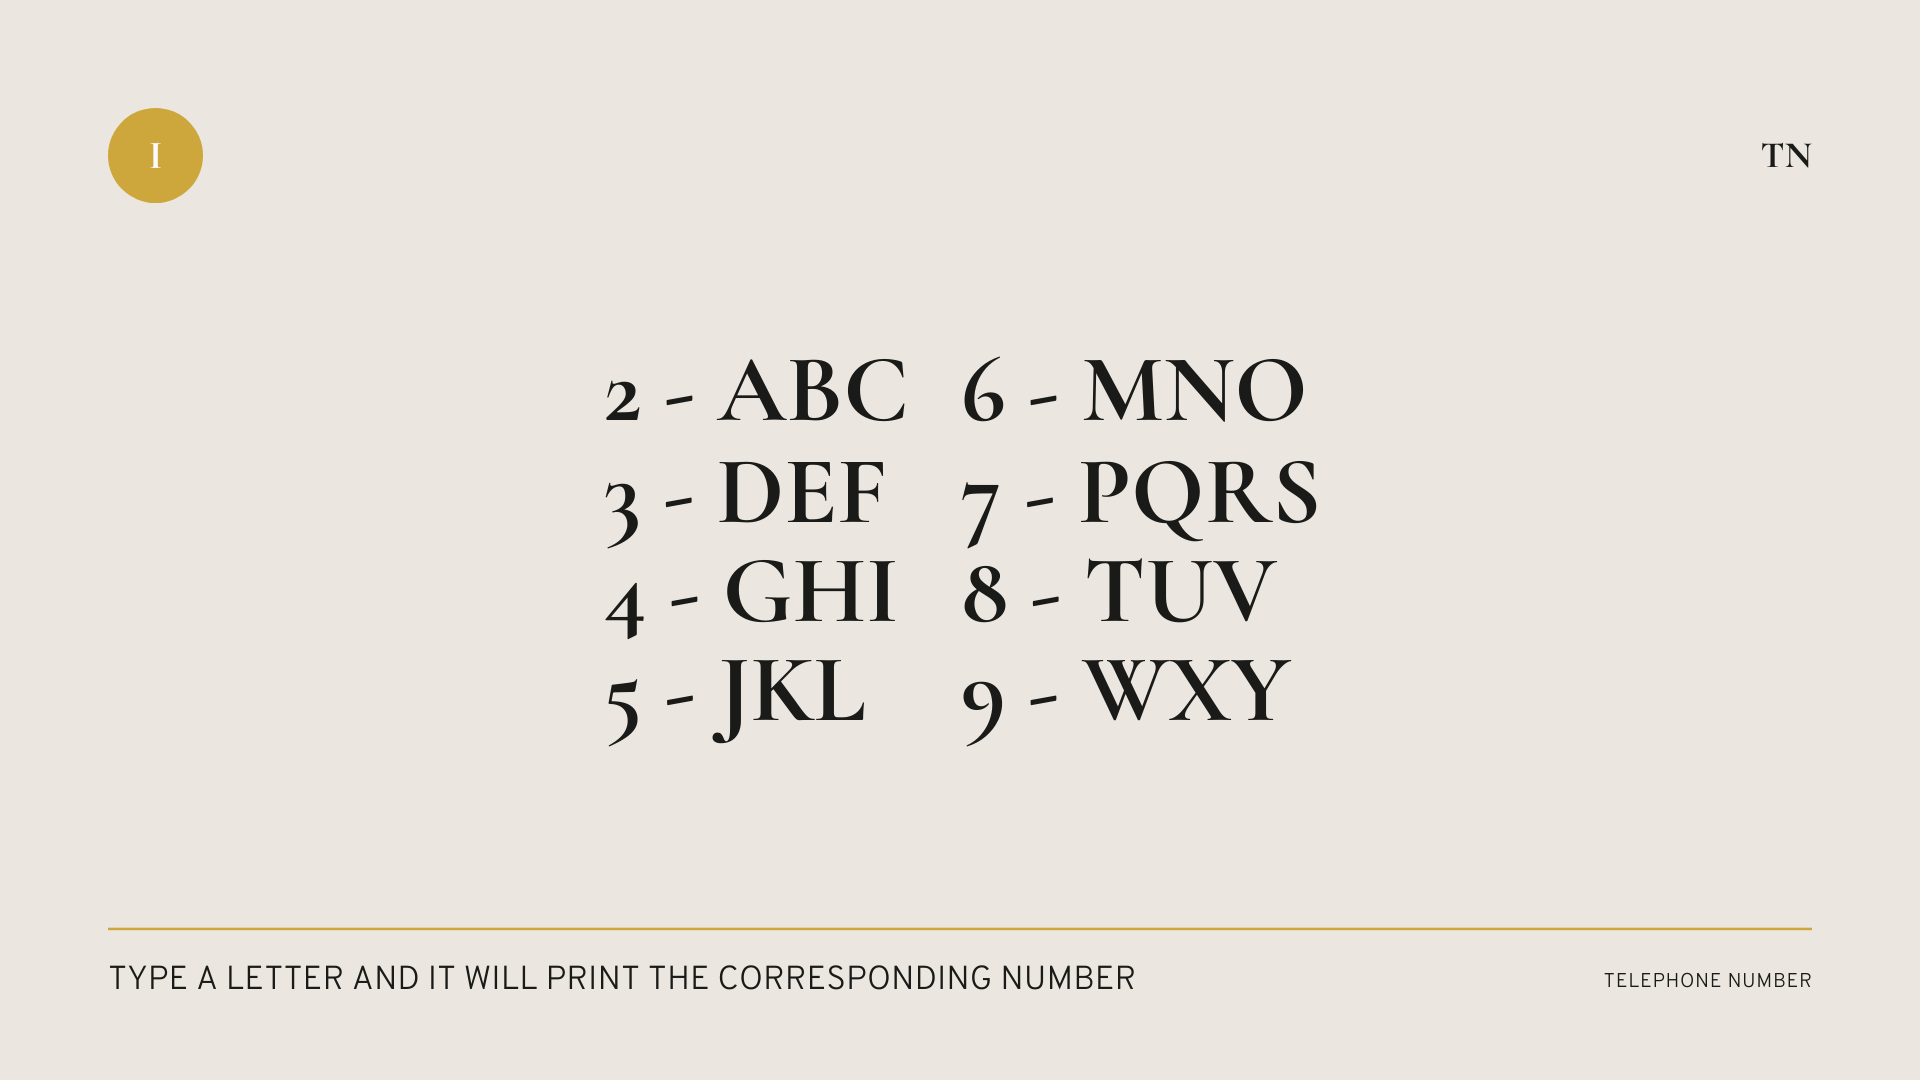 I
TN
2 - ABC
3 - DEF
4 - GHI
5 - JKL
6 - MNO
7 - PQRS
8 - TUV
9 - WXY
TYPE A LETTER AND IT WILL PRINT THE CORRESPONDING NUMBER
TELEPHONE NUMBER